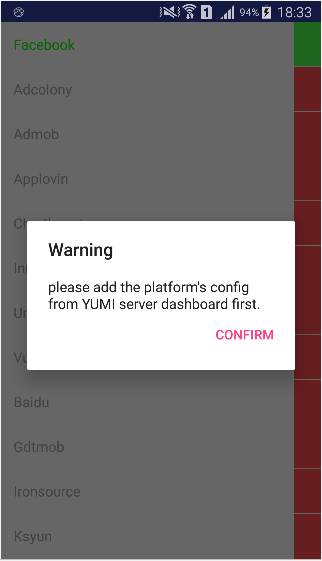 1 94% 18:33
Facebook
Adcolony
Admob
Applovin
Warning
please add the platform's config
from YUMI server dashboard first.
CONFIRM
Baidu
Gdtmob
Ironsource
Ksyun